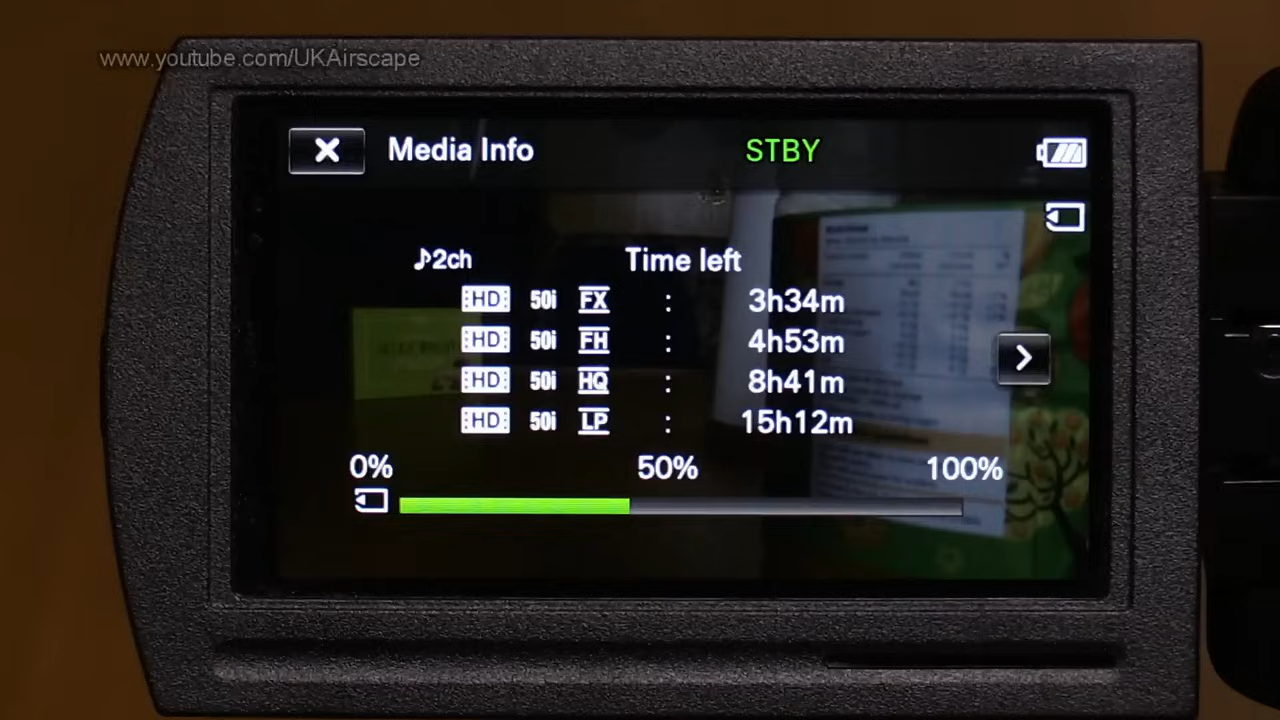 www.youtube.com/UKAirscape
Media Info STBY
♪2ch Time left
HD 50i FX : 3h34m
HD 50i FH : 4h53m
HD 50i HQ : 8h41m
HD 50i LP : 15h12m
0% 50% 100%